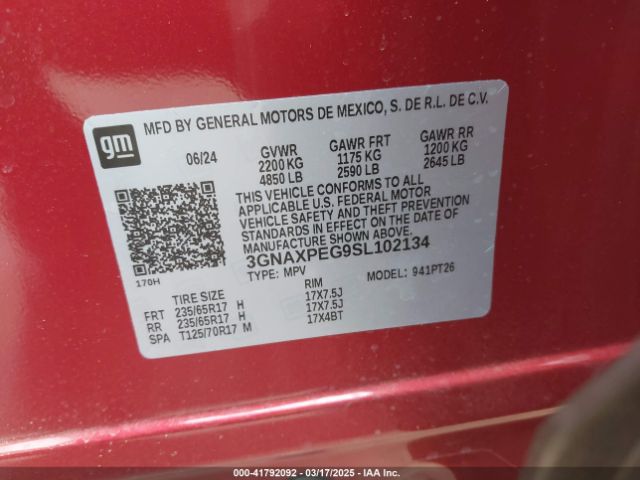 gm
MFD BY GENERAL MOTORS DE MEXICO, S. DE R.L. DE C.V.
06/24 GVWR GAWR FRT GAWR RR
2200 KG 1175 KG 1200 KG
4850 LB 2590 LB 2645 LB
THIS VEHICLE CONFORMS TO ALL
APPLICABLE U.S. FEDERAL MOTOR
VEHICLE SAFETY AND THEFT PREVENTION
STANDARDS IN EFFECT ON THE DATE OF
MANUFACTURE SHOWN ABOVE.
170H
3GNAXPEG9SL102134
TYPE: MPV MODEL: 941PT26
TIRE SIZE RIM
FRT 235/65R17 H 17X7.5J
RR 235/65R17 H 17X7.5J
SPA T125/70R17 M 17X4BT
000-41792092 - 03/17/2025 - IAA Inc.